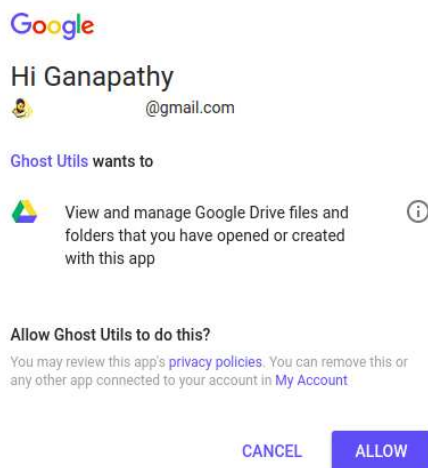 Google
Hi Ganapathy
@gmail.com
Ghost Utils wants to
View and manage Google Drive files and
folders that you have opened or created
with this app
Allow Ghost Utils to do this?
You may review this app's privacy policies. You can remove this or
any other app connected to your account in My Account
CANCEL ALLOW